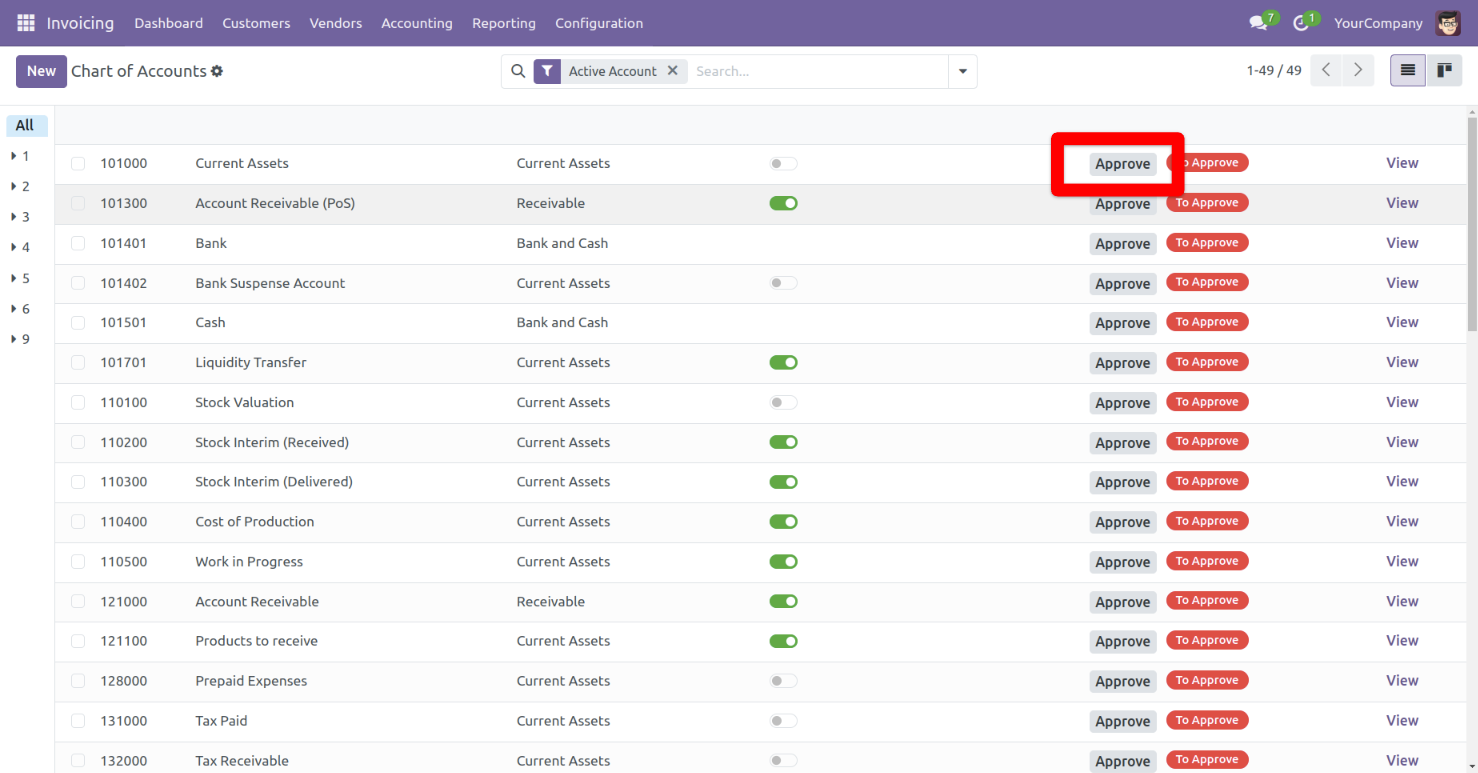 Invoicing Dashboard Customers Vendors Accounting Reporting Configuration 7 1 YourCompany
New Chart of Accounts Active Account Search... 1-49 / 49
All
1
2
3
4
5
6
9
101000 Current Assets Current Assets Approve o Approve View
101300 Account Receivable (PoS) Receivable Approve To Approve View
101401 Bank Bank and Cash Approve To Approve View
101402 Bank Suspense Account Current Assets Approve To Approve View
101501 Cash Bank and Cash Approve To Approve View
101701 Liquidity Transfer Current Assets Approve To Approve View
110100 Stock Valuation Current Assets Approve To Approve View
110200 Stock Interim (Received) Current Assets Approve To Approve View
110300 Stock Interim (Delivered) Current Assets Approve To Approve View
110400 Cost of Production Current Assets Approve To Approve View
110500 Work in Progress Current Assets Approve To Approve View
121000 Account Receivable Receivable Approve To Approve View
121100 Products to receive Current Assets Approve To Approve View
128000 Prepaid Expenses Current Assets Approve To Approve View
131000 Tax Paid Current Assets Approve To Approve View
132000 Tax Receivable Current Assets Approve To Approve View